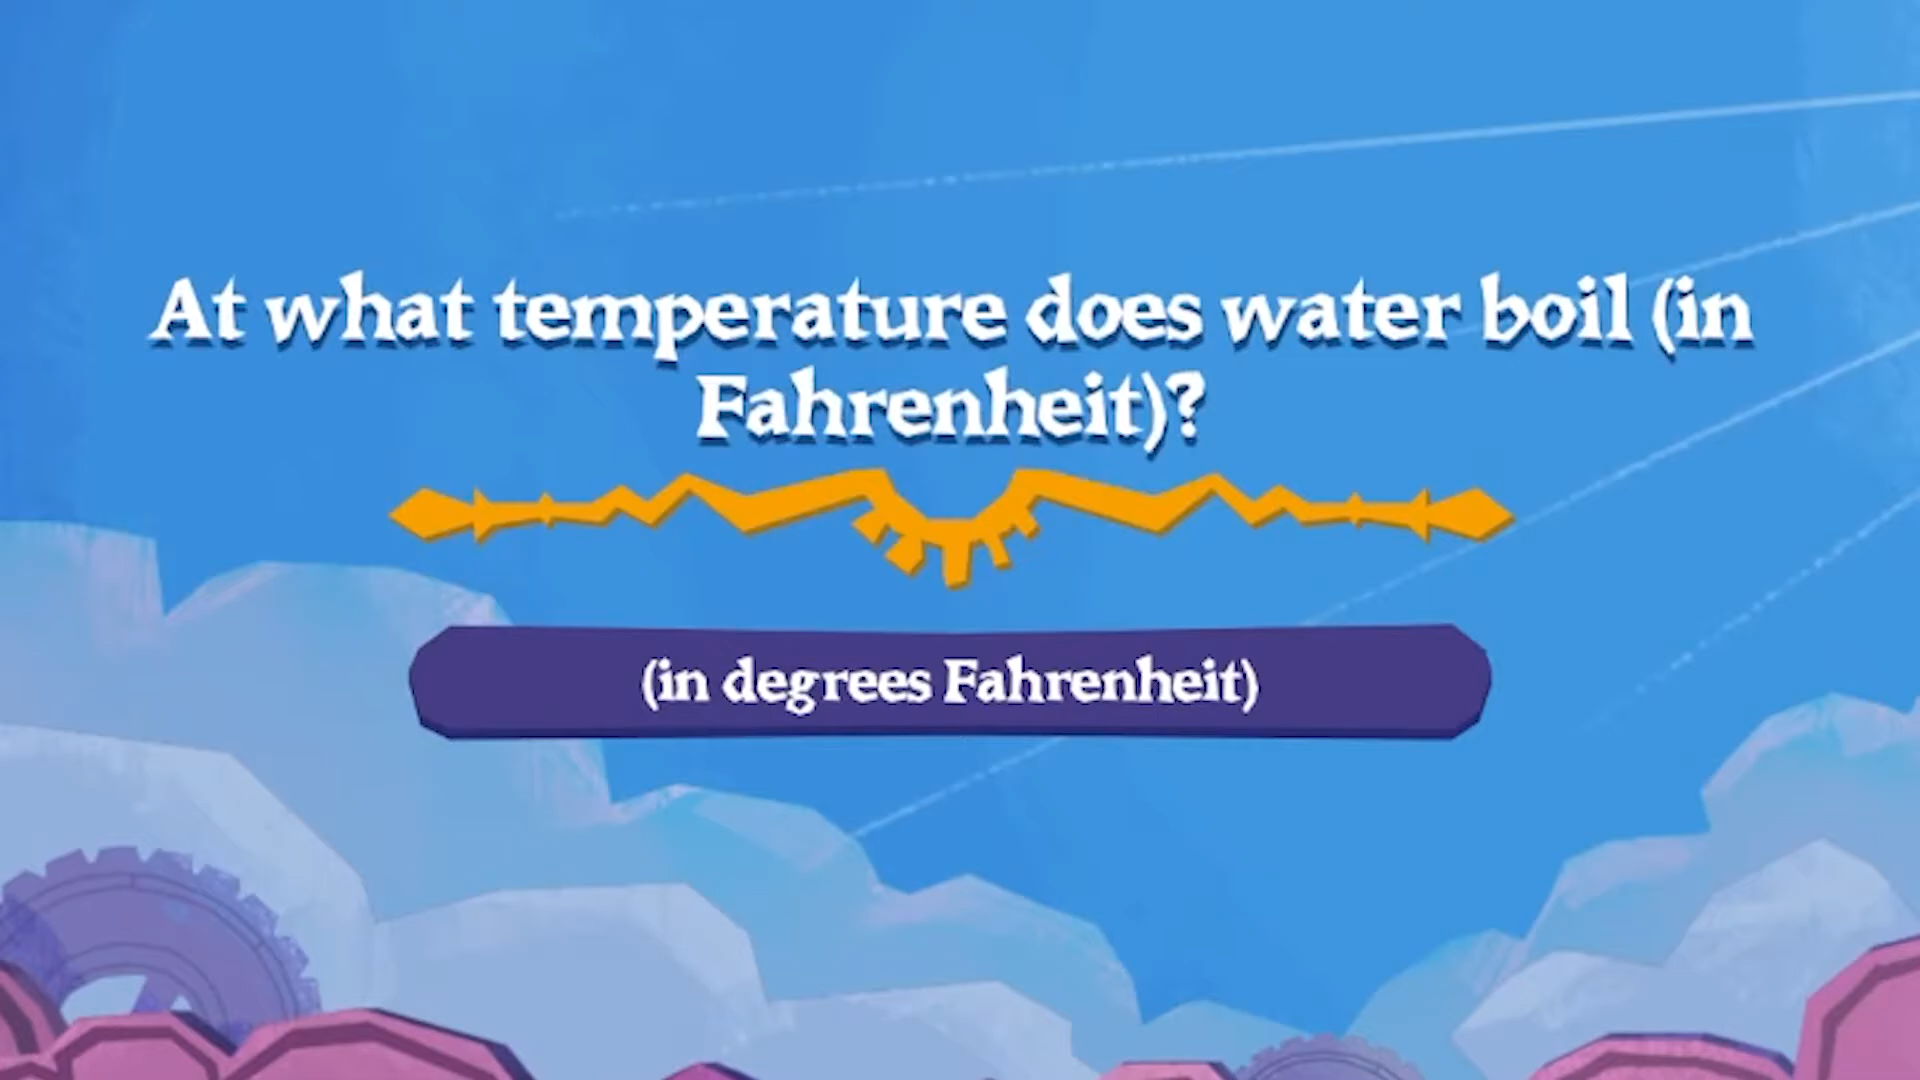 At what temperature does water boil (in
Fahrenheit)?
(in degrees Fahrenheit)